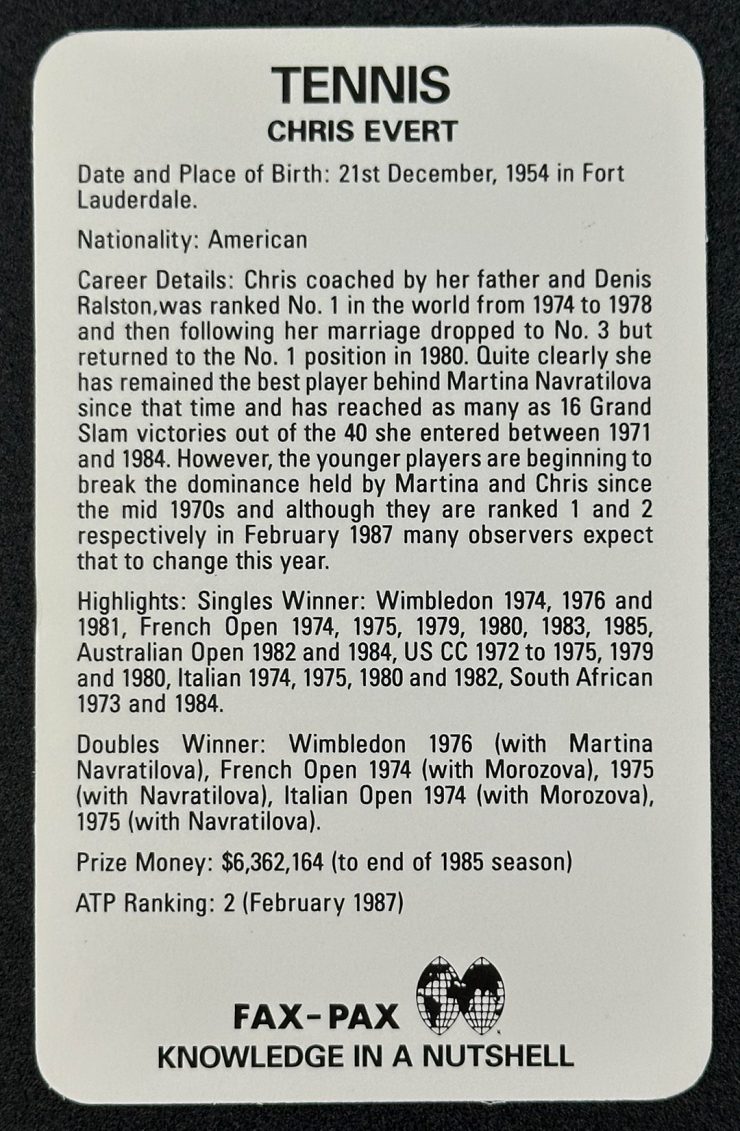 TENNIS
CHRIS EVERT
Date and Place of Birth: 21st December, 1954 in Fort
Lauderdale.
Nationality: American
Career Details: Chris coached by her father and Denis
Ralston,was ranked No. 1 in the world from 1974 to 1978
and then following her marriage dropped to No. 3 but
returned to the No. 1 position in 1980. Quite clearly she
has remained the best player behind Martina Navratilova
since that time and has reached as many as 16 Grand
Slam victories out of the 40 she entered between 1971
and 1984. However, the younger players are beginning to
break the dominance held by Martina and Chris since
the mid 1970s and although they are ranked 1 and 2
respectively in February 1987 many observers expect
that to change this year.
Highlights: Singles Winner: Wimbledon 1974, 1976 and
1981, French Open 1974, 1975, 1979, 1980, 1983, 1985,
Australian Open 1982 and 1984, US CC 1972 to 1975, 1979
and 1980, Italian 1974, 1975, 1980 and 1982, South African
1973 and 1984.
Doubles Winner: Wimbledon 1976 (with Martina
Navratilova), French Open 1974 (with Morozova), 1975
(with Navratilova), Italian Open 1974 (with Morozova),
1975 (with Navratilova).
Prize Money: $6,362,164 (to end of 1985 season)
ATP Ranking: 2 (February 1987)
FAX-PAX
KNOWLEDGE IN A NUTSHELL